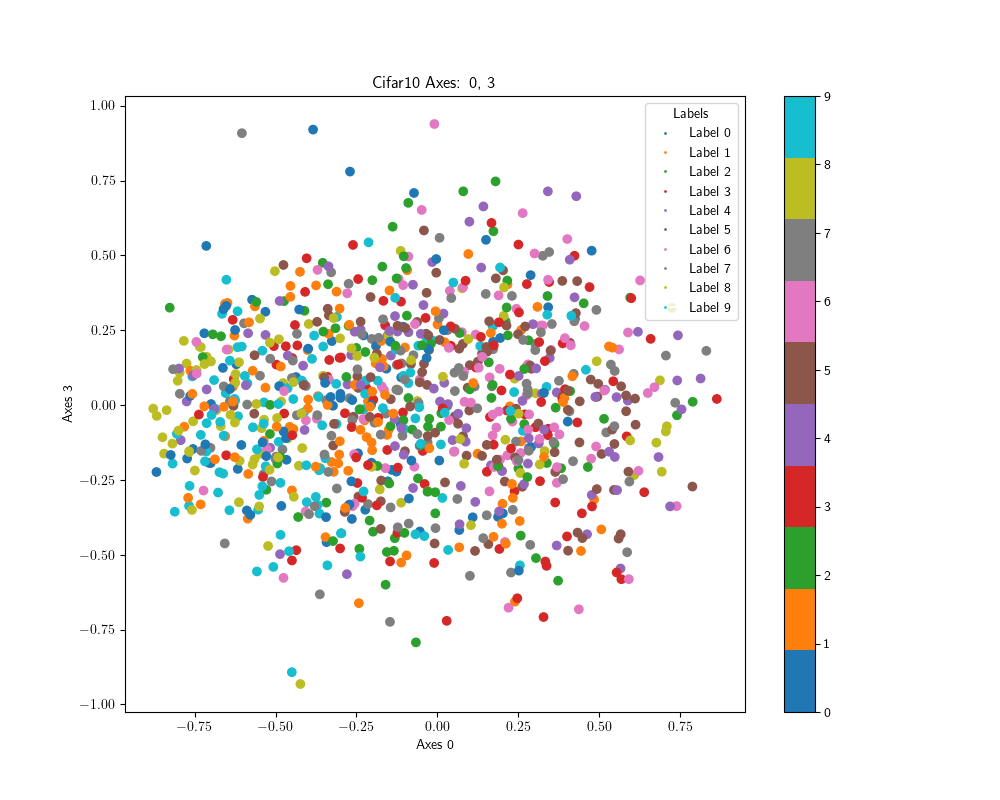 Cifar10 Axes: 0, 3
Axes 3
1.00
0.75
0.50
0.25
0.00
−0.25
−0.50
−0.75
−1.00
−0.75
−0.50
−0.25
0.00
0.25
0.50
0.75
Axes 0
Labels
Label 0
Label 1
Label 2
Label 3
Label 4
Label 5
Label 6
Label 7
Label 8
Label 9
9
8
7
6
5
4
3
2
1
0